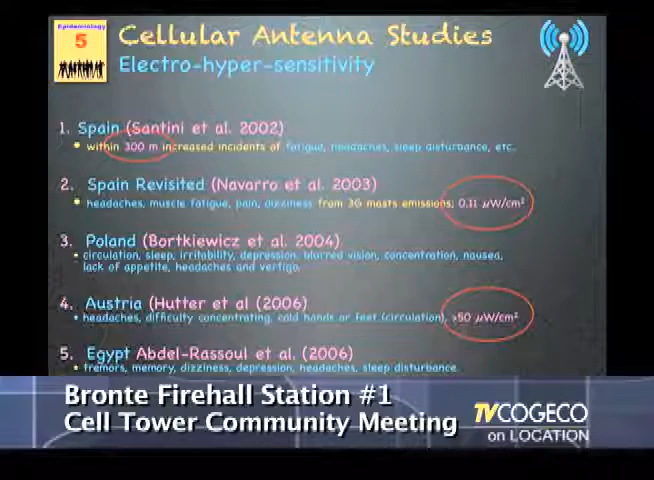 Epidemiology
5
Cellular Antenna Studies
Electro-hyper-sensitivity
1. Spain (Santini et al. 2002)
• within 300 m increased incidents of fatigue, headaches, sleep disturbance, etc.
2. Spain Revisited (Navarro et al. 2003)
• headaches, muscle fatigue, pain, dizziness from 3G masts emissions; 0.11 µW/cm²
3. Poland (Bortkiewicz et al. 2004)
• circulation, sleep, irritability, depression, blurred vision, concentration, nausea,
lack of appetite, headaches and vertigo.
4. Austria (Hutter et al (2006)
• headaches, difficulty concentrating, cold hands or feet (circulation), >50 µW/cm²
5. Egypt Abdel-Rassoul et al. (2006)
• tremors, memory, dizziness, depression, headaches, sleep disturbance.
Bronte Firehall Station #1
Cell Tower Community Meeting
TVCOGECO
on LOCATION